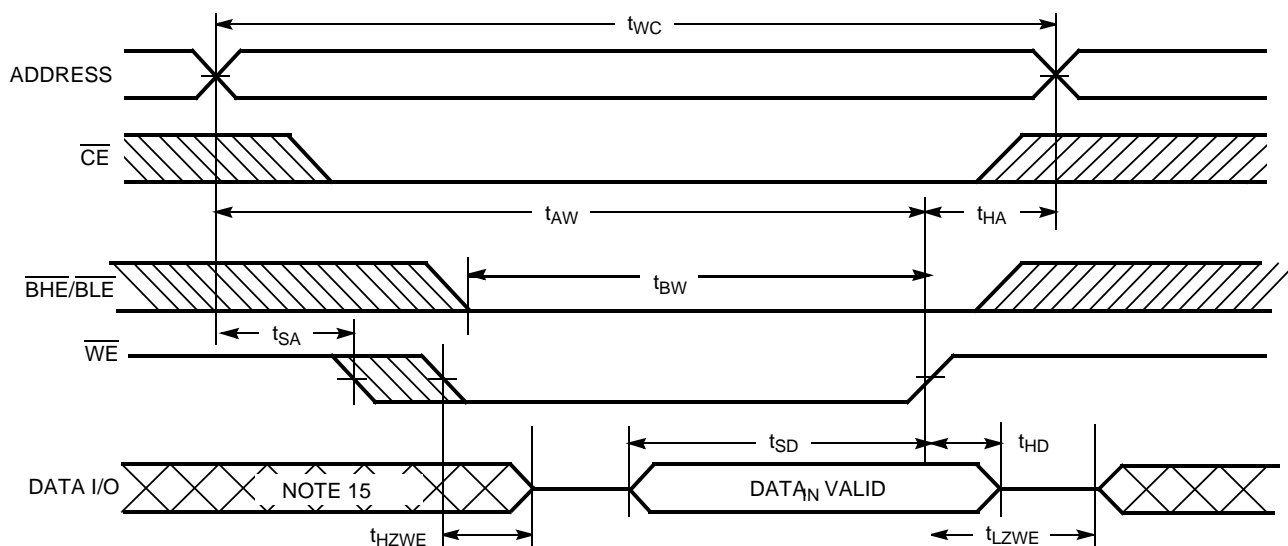 tWC
ADDRESS
CE
tAW
tHA
BHE/BLE
tBW
tSA
WE
tSD
tHD
DATA I/O
NOTE 15
DATAIN VALID
tHZWE
tLZWE